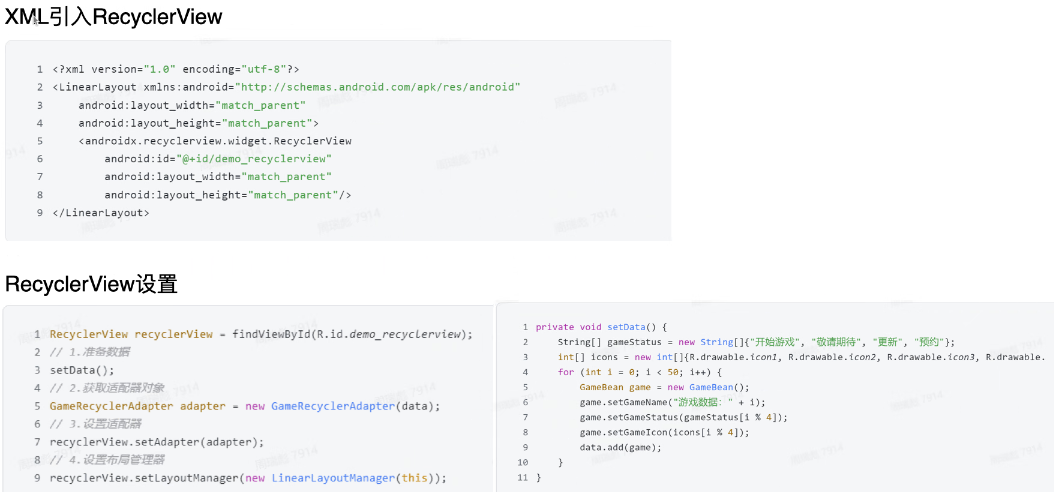 XML引入RecyclerView
1 <?xml version="1.0" encoding="utf-8"?>
2 <LinearLayout xmlns:android="http://schemas.android.com/apk/res/android"
3 android:layout_width="match_parent"
4 android:layout_height="match_parent">
5 <androidx.recyclerview.widget.RecyclerView
6 android:id="@+id/demo_recyclerview"
7 android:layout_width="match_parent"
8 android:layout_height="match_parent"/>
9 </LinearLayout>
RecyclerView设置
1 RecyclerView recyclerView = findViewById(R.id.demo_recyclerview);
2 // 1.准备数据
3 setData();
4 // 2.获取适配器对象
5 GameRecyclerAdapter adapter = new GameRecyclerAdapter(data);
6 // 3.设置适配器
7 recyclerView.setAdapter(adapter);
8 // 4.设置布局管理器
9 recyclerView.setLayoutManager(new LinearLayoutManager(this));
1 private void setData() {
2 String[] gameStatus = new String[]{"开始游戏", "敬请期待", "更新", "预约"};
3 int[] icons = new int[]{R.drawable.icon1, R.drawable.icon2, R.drawable.icon3, R.drawable.
4 for (int i = 0; i < 50; i++) {
5 GameBean game = new GameBean();
6 game.setGameName("游戏数据：" + i);
7 game.setGameStatus(gameStatus[i % 4]);
8 game.setGameIcon(icons[i % 4]);
9 data.add(game);
10 }
11 }